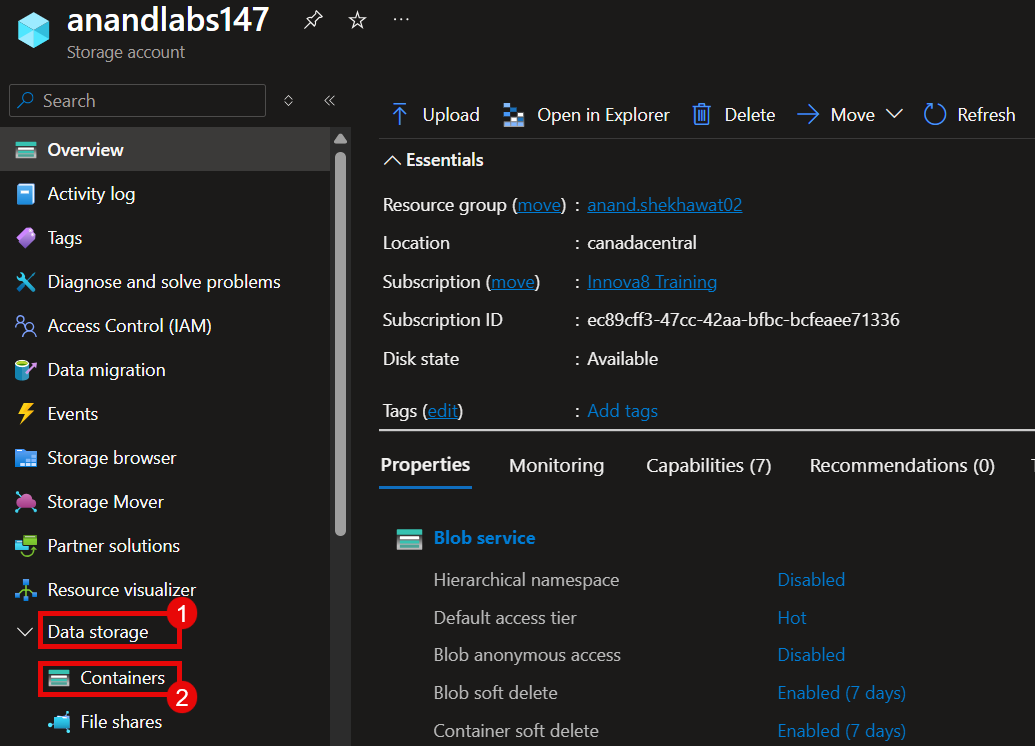 anandlabs147
Storage account
Search
Overview
Activity log
Tags
Diagnose and solve problems
Access Control (IAM)
Data migration
Events
Storage browser
Storage Mover
Partner solutions
Resource visualizer
1
Data storage
Containers
2
File shares
Upload Open in Explorer Delete Move Refresh
Essentials
Resource group (move) : anand.shekhawat02
Location : canadacentral
Subscription (move) : Innova8 Training
Subscription ID : ec89cff3-47cc-42aa-bfbc-bcfeaee71336
Disk state : Available
Tags (edit) : Add tags
Properties Monitoring Capabilities (7) Recommendations (0)
Blob service
Hierarchical namespace Disabled
Default access tier Hot
Blob anonymous access Disabled
Blob soft delete Enabled (7 days)
Container soft delete Enabled (7 days)